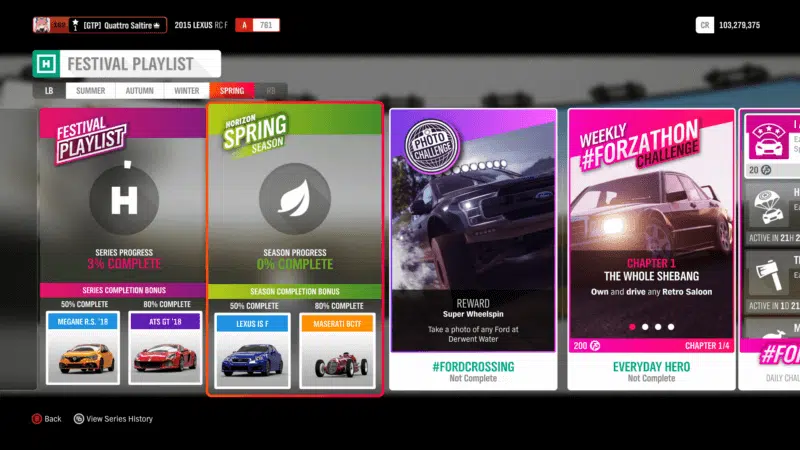 168
1
[GTP] Quattro Saltire
2015 LEXUS RC F
A 761
CR 103,279,375
H FESTIVAL PLAYLIST
LB SUMMER AUTUMN WINTER SPRING RB
FESTIVAL
PLAYLIST
H
SERIES PROGRESS
3% COMPLETE
SERIES COMPLETION BONUS
50% COMPLETE 80% COMPLETE
MEGANE R.S. '18 ATS GT '18
HORIZON
SPRING
SEASON
SEASON PROGRESS
0% COMPLETE
SEASON COMPLETION BONUS
50% COMPLETE 80% COMPLETE
LEXUS IS F MASERATI 8CTF
PHOTO
CHALLENGE
REWARD
Super Wheelspin
Take a photo of any Ford at
Derwent Water
#FORDCROSSING
Not Complete
WEEKLY
#FORZATHON
CHALLENGE
CHAPTER 1
THE WHOLE SHEBANG
Own and drive any Retro Saloon
200 CHAPTER 1/4
EVERYDAY HERO
Not Complete
20
ACTIVE IN 21H 2
ACTIVE IN 1D 21
#FO
DAILY CHAL
Back View Series History